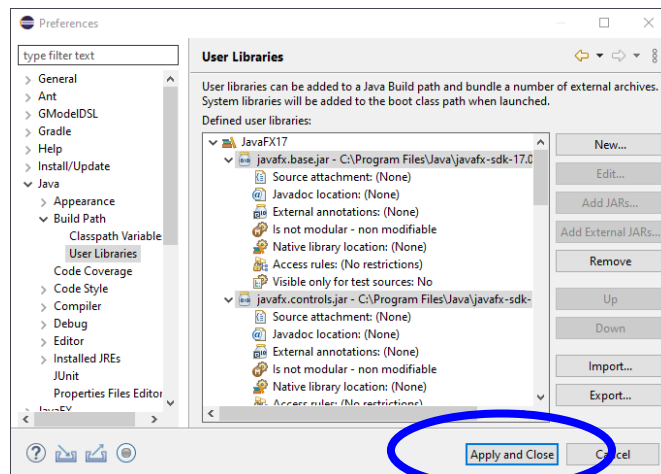 Preferences
type filter text
General
Ant
GModelDSL
Gradle
Help
Install/Update
Java
Appearance
Build Path
Classpath Variable
User Libraries
Code Coverage
Code Style
Compiler
Debug
Editor
Installed JREs
JUnit
Properties Files Editor
JavaFX
User Libraries
User libraries can be added to a Java Build path and bundle a number of external archives.
System libraries will be added to the boot class path when launched.
Defined user libraries:
JavaFX17
javafx.base.jar - C:\Program Files\Java\javafx-sdk-17.0
Source attachment: (None)
Javadoc location: (None)
External annotations: (None)
Is not modular - non modifiable
Native library location: (None)
Access rules: (No restrictions)
Visible only for test sources: No
javafx.controls.jar - C:\Program Files\Java\javafx-sdk-
Source attachment: (None)
Javadoc location: (None)
External annotations: (None)
Is not modular - non modifiable
Native library location: (None)
Access rules: (No restrictions)
New...
Edit...
Add JARs...
Add External JARs...
Remove
Up
Down
Import...
Export...
Apply and Close
Cancel